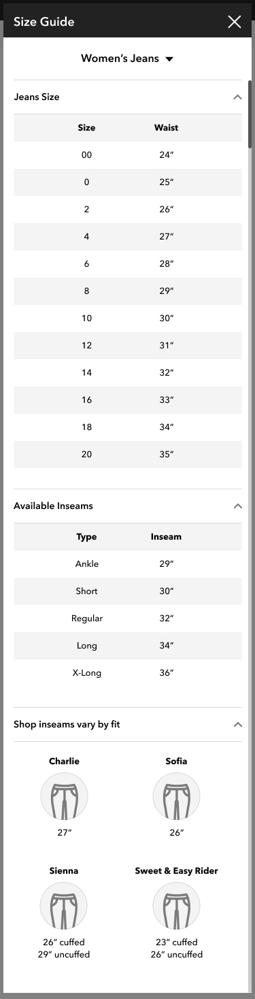 Size Guide
Women’s Jeans
Jeans Size
Size Waist
00 24”
0 25”
2 26”
4 27”
6 28”
8 29”
10 30”
12 31”
14 32”
16 33”
18 34”
20 35”
Available Inseams
Type Inseam
Ankle 29”
Short 30”
Regular 32”
Long 34”
X-Long 36”
Shop inseams vary by fit
Charlie Sofia
27” 26”
Sienna Sweet & Easy Rider
26” cuffed 23” cuffed
29” uncuffed 26” uncuffed